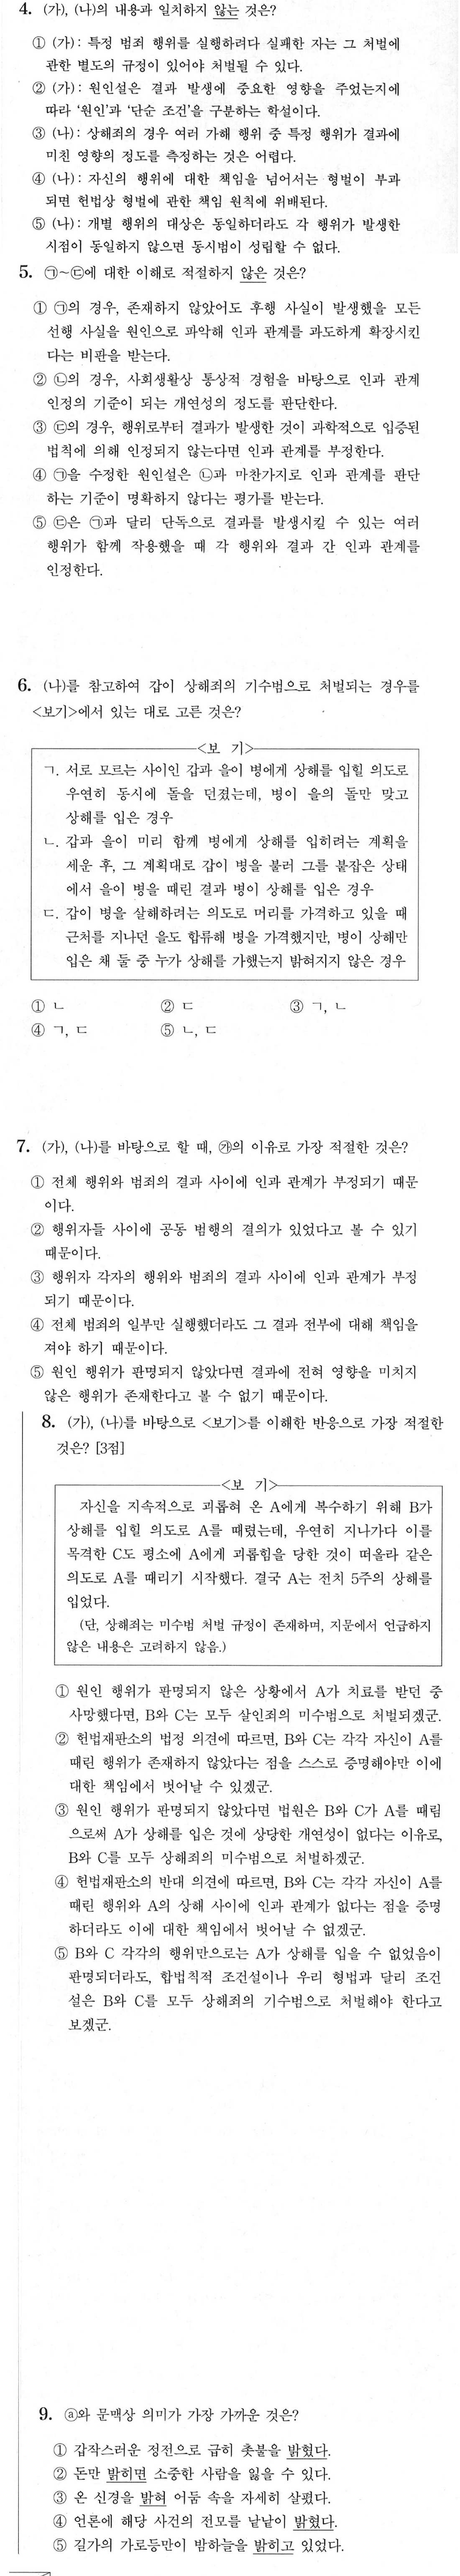 4. (가), (나)의 내용과 일치하지 않는 것은?
① (가): 특정 범죄 행위를 실행하려다 실패한 자는 그 처벌에
관한 별도의 규정이 있어야 처벌될 수 있다.
② (가): 원인설은 결과 발생에 중요한 영향을 주었는지에
따라 ‘원인’과 ‘단순 조건’을 구분하는 학설이다.
③ (나): 상해죄의 경우 여러 가해 행위 중 특정 행위가 결과에
미친 영향의 정도를 측정하는 것은 어렵다.
④ (나): 자신의 행위에 대한 책임을 넘어서는 형벌이 부과
되면 헌법상 형벌에 관한 책임 원칙에 위배된다.
⑤ (나): 개별 행위의 대상은 동일하더라도 각 행위가 발생한
시점이 동일하지 않으면 동시범이 성립할 수 없다.
5. ㉠~㉢에 대한 이해로 적절하지 않은 것은?
① ㉠의 경우, 존재하지 않았어도 후행 사실이 발생했을 모든
선행 사실을 원인으로 파악해 인과 관계를 과도하게 확장시킨
다는 비판을 받는다.
② ㉡의 경우, 사회생활상 통상적 경험을 바탕으로 인과 관계
인정의 기준이 되는 개연성의 정도를 판단한다.
③ ㉢의 경우, 행위로부터 결과가 발생한 것이 과학적으로 입증된
법칙에 의해 인정되지 않는다면 인과 관계를 부정한다.
④ ㉠을 수정한 원인설은 ㉡과 마찬가지로 인과 관계를 판단
하는 기준이 명확하지 않다는 평가를 받는다.
⑤ ㉢은 ㉠과 달리 단독으로 결과를 발생시킬 수 있는 여러
행위가 함께 작용했을 때 각 행위와 결과 간 인과 관계를
인정한다.
6. (나)를 참고하여 갑이 상해죄의 기수범으로 처벌되는 경우를
<보기>에서 있는 대로 고른 것은?
<보 기>
ㄱ. 서로 모르는 사이인 갑과 을이 병에게 상해를 입힐 의도로
우연히 동시에 돌을 던졌는데, 병이 을의 돌만 맞고
상해를 입은 경우
ㄴ. 갑과 을이 미리 함께 병에게 상해를 입히려는 계획을
세운 후, 그 계획대로 갑이 병을 불러 그를 붙잡은 상태
에서 을이 병을 때린 결과 병이 상해를 입은 경우
ㄷ. 갑이 병을 살해하려는 의도로 머리를 가격하고 있을 때
근처를 지나던 을도 합류해 병을 가격했지만, 병이 상해만
입은 채 둘 중 누가 상해를 가했는지 밝혀지지 않은 경우
① ㄴ ② ㄷ ③ ㄱ, ㄴ
④ ㄱ, ㄷ ⑤ ㄴ, ㄷ
7. (가), (나)를 바탕으로 할 때, ㉮의 이유로 가장 적절한 것은?
① 전체 행위와 범죄의 결과 사이에 인과 관계가 부정되기 때문
이다.
② 행위자들 사이에 공동 범행의 결의가 있었다고 볼 수 있기
때문이다.
③ 행위자 각자의 행위와 범죄의 결과 사이에 인과 관계가 부정
되기 때문이다.
④ 전체 범죄의 일부만 실행했더라도 그 결과 전부에 대해 책임을
져야 하기 때문이다.
⑤ 원인 행위가 판명되지 않았다면 결과에 전혀 영향을 미치지
않은 행위가 존재한다고 볼 수 없기 때문이다.
8. (가), (나)를 바탕으로 <보기>를 이해한 반응으로 가장 적절한
것은? [3점]
<보 기>
자신을 지속적으로 괴롭혀 온 A에게 복수하기 위해 B가
상해를 입힐 의도로 A를 때렸는데, 우연히 지나가다 이를
목격한 C도 평소에 A에게 괴롭힘을 당한 것이 떠올라 같은
의도로 A를 때리기 시작했다. 결국 A는 전치 5주의 상해를
입었다.
(단, 상해죄는 미수범 처벌 규정이 존재하며, 지문에서 언급하지
않은 내용은 고려하지 않음.)
① 원인 행위가 판명되지 않은 상황에서 A가 치료를 받던 중
사망했다면, B와 C는 모두 살인죄의 미수범으로 처벌되겠군.
② 헌법재판소의 법정 의견에 따르면, B와 C는 각각 자신이 A를
때린 행위가 존재하지 않았다는 점을 스스로 증명해야만 이에
대한 책임에서 벗어날 수 있겠군.
③ 원인 행위가 판명되지 않았다면 법원은 B와 C가 A를 때림
으로써 A가 상해를 입은 것에 상당한 개연성이 없다는 이유로,
B와 C를 모두 상해죄의 미수범으로 처벌하겠군.
④ 헌법재판소의 반대 의견에 따르면, B와 C는 각각 자신이 A를
때린 행위와 A의 상해 사이에 인과 관계가 없다는 점을 증명
하더라도 이에 대한 책임에서 벗어날 수 없겠군.
⑤ B와 C 각각의 행위만으로는 A가 상해를 입을 수 없었음이
판명되더라도, 합법칙적 조건설이나 우리 형법과 달리 조건
설은 B와 C를 모두 상해죄의 기수범으로 처벌해야 한다고
보겠군.
9. ⓐ와 문맥상 의미가 가장 가까운 것은?
① 갑작스러운 정전으로 급히 촛불을 밝혔다.
② 돈만 밝히면 소중한 사람을 잃을 수 있다.
③ 온 신경을 밝혀 어둠 속을 자세히 살폈다.
④ 언론에 해당 사건의 전모를 낱낱이 밝혔다.
⑤ 길가의 가로등만이 밤하늘을 밝히고 있었다.